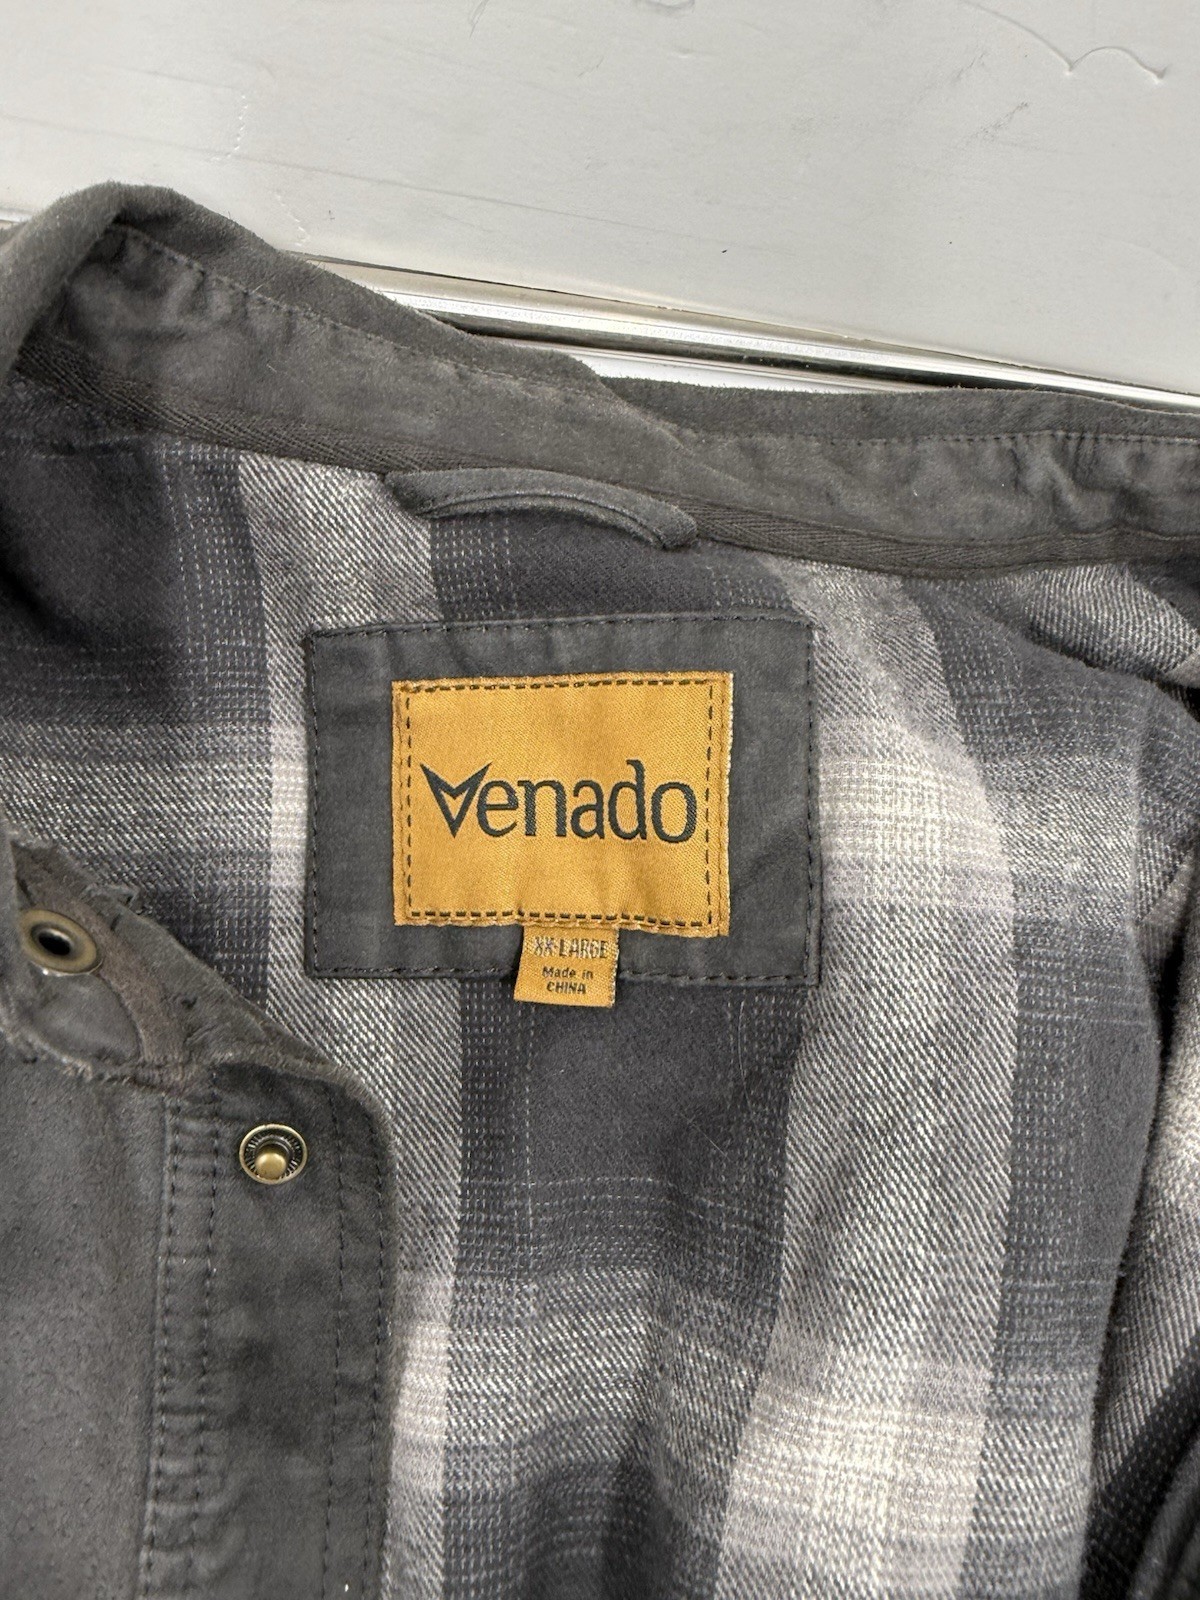 Venado
XX-LARGE
Made in
CHINA